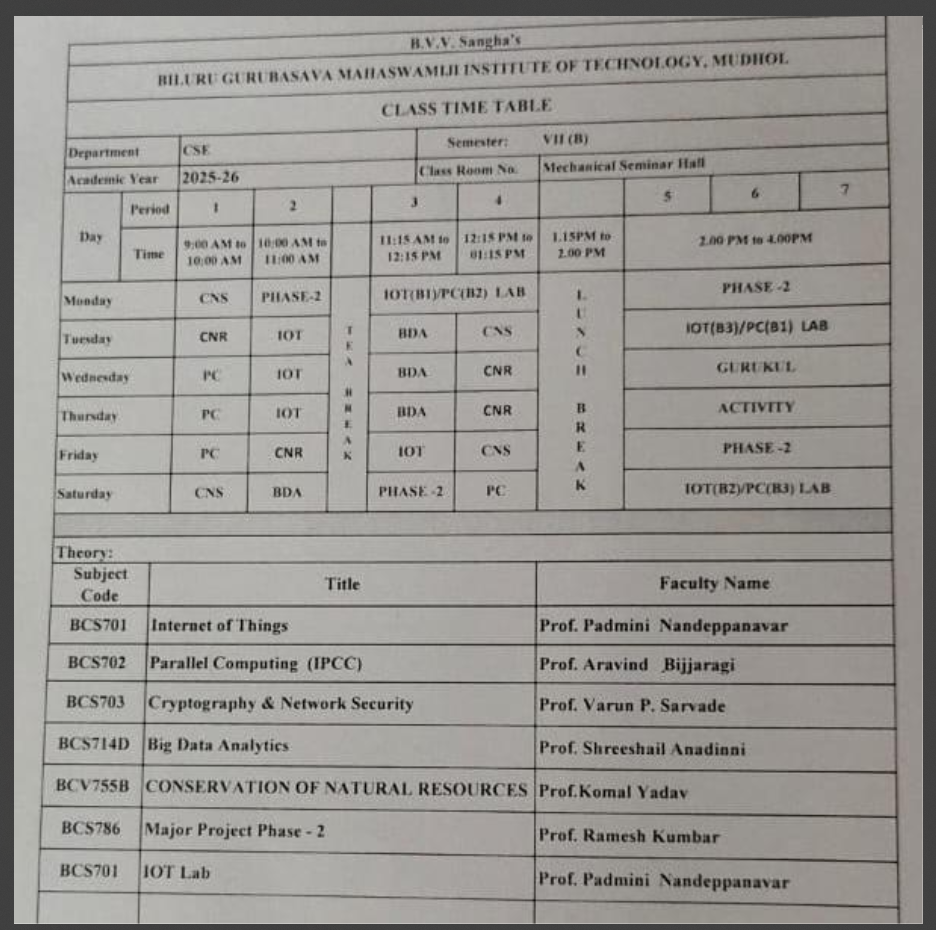 B.V.V. Sangha's
BILURU GURUBASAVA MAHASWAMIJI INSTITUTE OF TECHNOLOGY, MUDHOL
CLASS TIME TABLE
Department CSE Semester: VII (B)
Academic Year 2025-26 Class Room No. Mechanical Seminar Hall
Day Period 1 2 3 4 5 6 7
Time 9:00 AM to 10:00 AM 10:00 AM to 11:00 AM 11:15 AM to 12:15 PM 12:15 PM to 01:15 PM 1.15PM to 2.00 PM 2.00 PM to 4.00PM
TEA BREAK
LUNCH BREAK
Monday CNS PHASE-2 IOT(B1)/PC(B2) LAB PHASE -2
Tuesday CNR IOT BDA CNS IOT(B3)/PC(B1) LAB
Wednesday PC IOT BDA CNR GURUKUL
Thursday PC IOT BDA CNR ACTIVITY
Friday PC CNR IOT CNS PHASE -2
Saturday CNS BDA PHASE -2 PC IOT(B2)/PC(B3) LAB
Theory:
Subject Code Title Faculty Name
BCS701 Internet of Things Prof. Padmini Nandeppanavar
BCS702 Parallel Computing (IPCC) Prof. Aravind Bijjaragi
BCS703 Cryptography & Network Security Prof. Varun P. Sarvade
BCS714D Big Data Analytics Prof. Shreeshail Anadinni
BCV755B CONSERVATION OF NATURAL RESOURCES Prof.Komal Yadav
BCS786 Major Project Phase - 2 Prof. Ramesh Kumbar
BCS701 IOT Lab Prof. Padmini Nandeppanavar